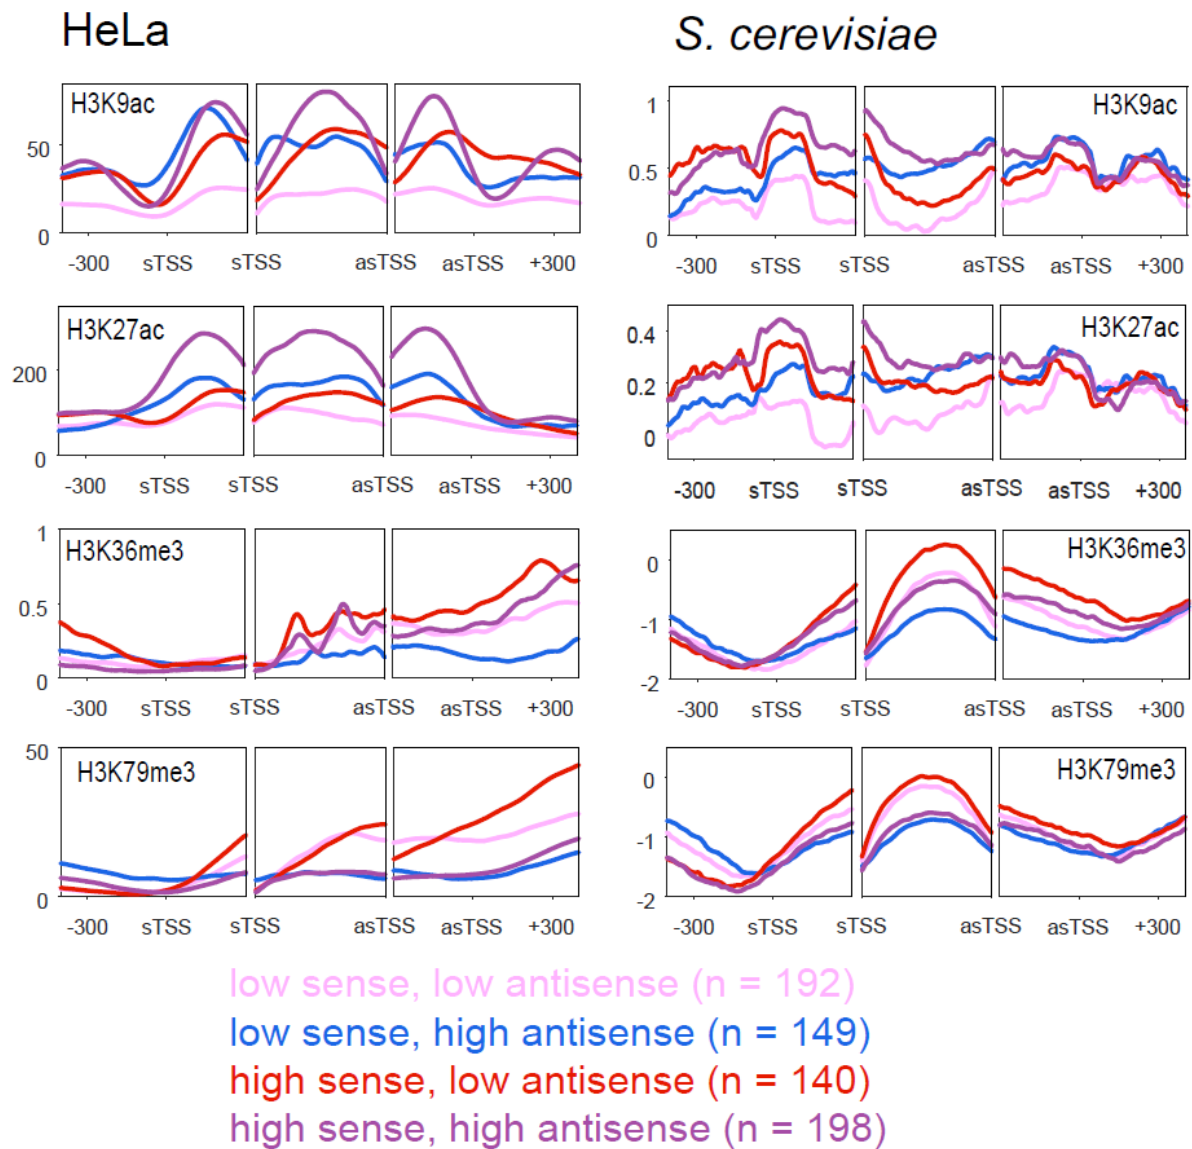 HeLa
S. cerevisiae
H3K9ac
50
0
-300 sTSS sTSS asTSS asTSS +300
H3K9ac
1
0.5
0
-300 sTSS sTSS asTSS asTSS +300
H3K27ac
200
0
-300 sTSS sTSS asTSS asTSS +300
H3K27ac
0.4
0.2
0
-300 sTSS sTSS asTSS asTSS +300
H3K36me3
1
0.5
0
-300 sTSS sTSS asTSS asTSS +300
H3K36me3
0
-1
-2
-300 sTSS sTSS asTSS asTSS +300
H3K79me3
50
0
-300 sTSS sTSS asTSS asTSS +300
H3K79me3
0
-1
-2
-300 sTSS sTSS asTSS asTSS +300
low sense, low antisense (n = 192)
low sense, high antisense (n = 149)
high sense, low antisense (n = 140)
high sense, high antisense (n = 198)